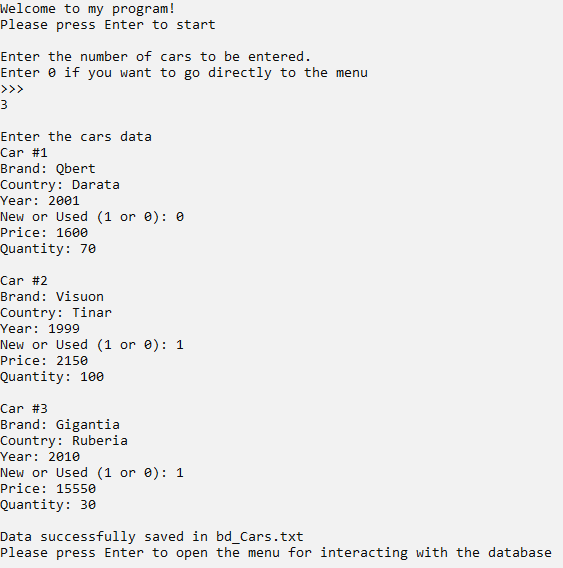 Welcome to my program!
Please press Enter to start
Enter the number of cars to be entered.
Enter 0 if you want to go directly to the menu
>>>
3
Enter the cars data
Car #1
Brand: Qbert
Country: Darata
Year: 2001
New or Used (1 or 0): 0
Price: 1600
Quantity: 70
Car #2
Brand: Visuon
Country: Tinar
Year: 1999
New or Used (1 or 0): 1
Price: 2150
Quantity: 100
Car #3
Brand: Gigantia
Country: Ruberia
Year: 2010
New or Used (1 or 0): 1
Price: 15550
Quantity: 30
Data successfully saved in bd_Cars.txt
Please press Enter to open the menu for interacting with the database